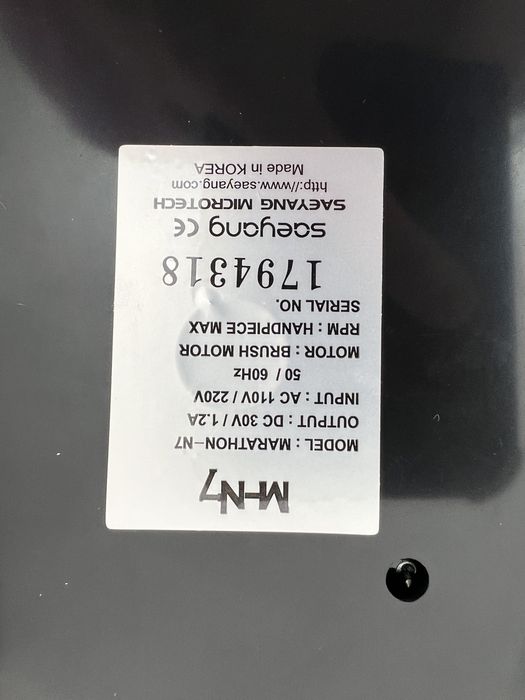 M-N7
MODEL : MARATHON-N7
OUTPUT : DC 30V / 1.2A
INPUT : AC 110V / 220V
50 / 60Hz
MOTOR : BRUSH MOTOR
RPM : HANDPIECE MAX
SERIAL NO.
1794318
saeyang CE
SAEYANG MICROTECH
http://www.saeyang.com
Made in KOREA